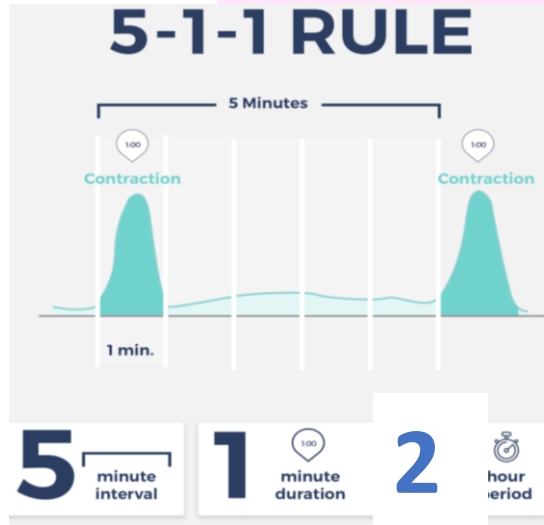 5-1-1 RULE
5 Minutes
1:00
1:00
Contraction
Contraction
1 min.
5 minute interval
1 1:00 minute duration
2 hour eriod